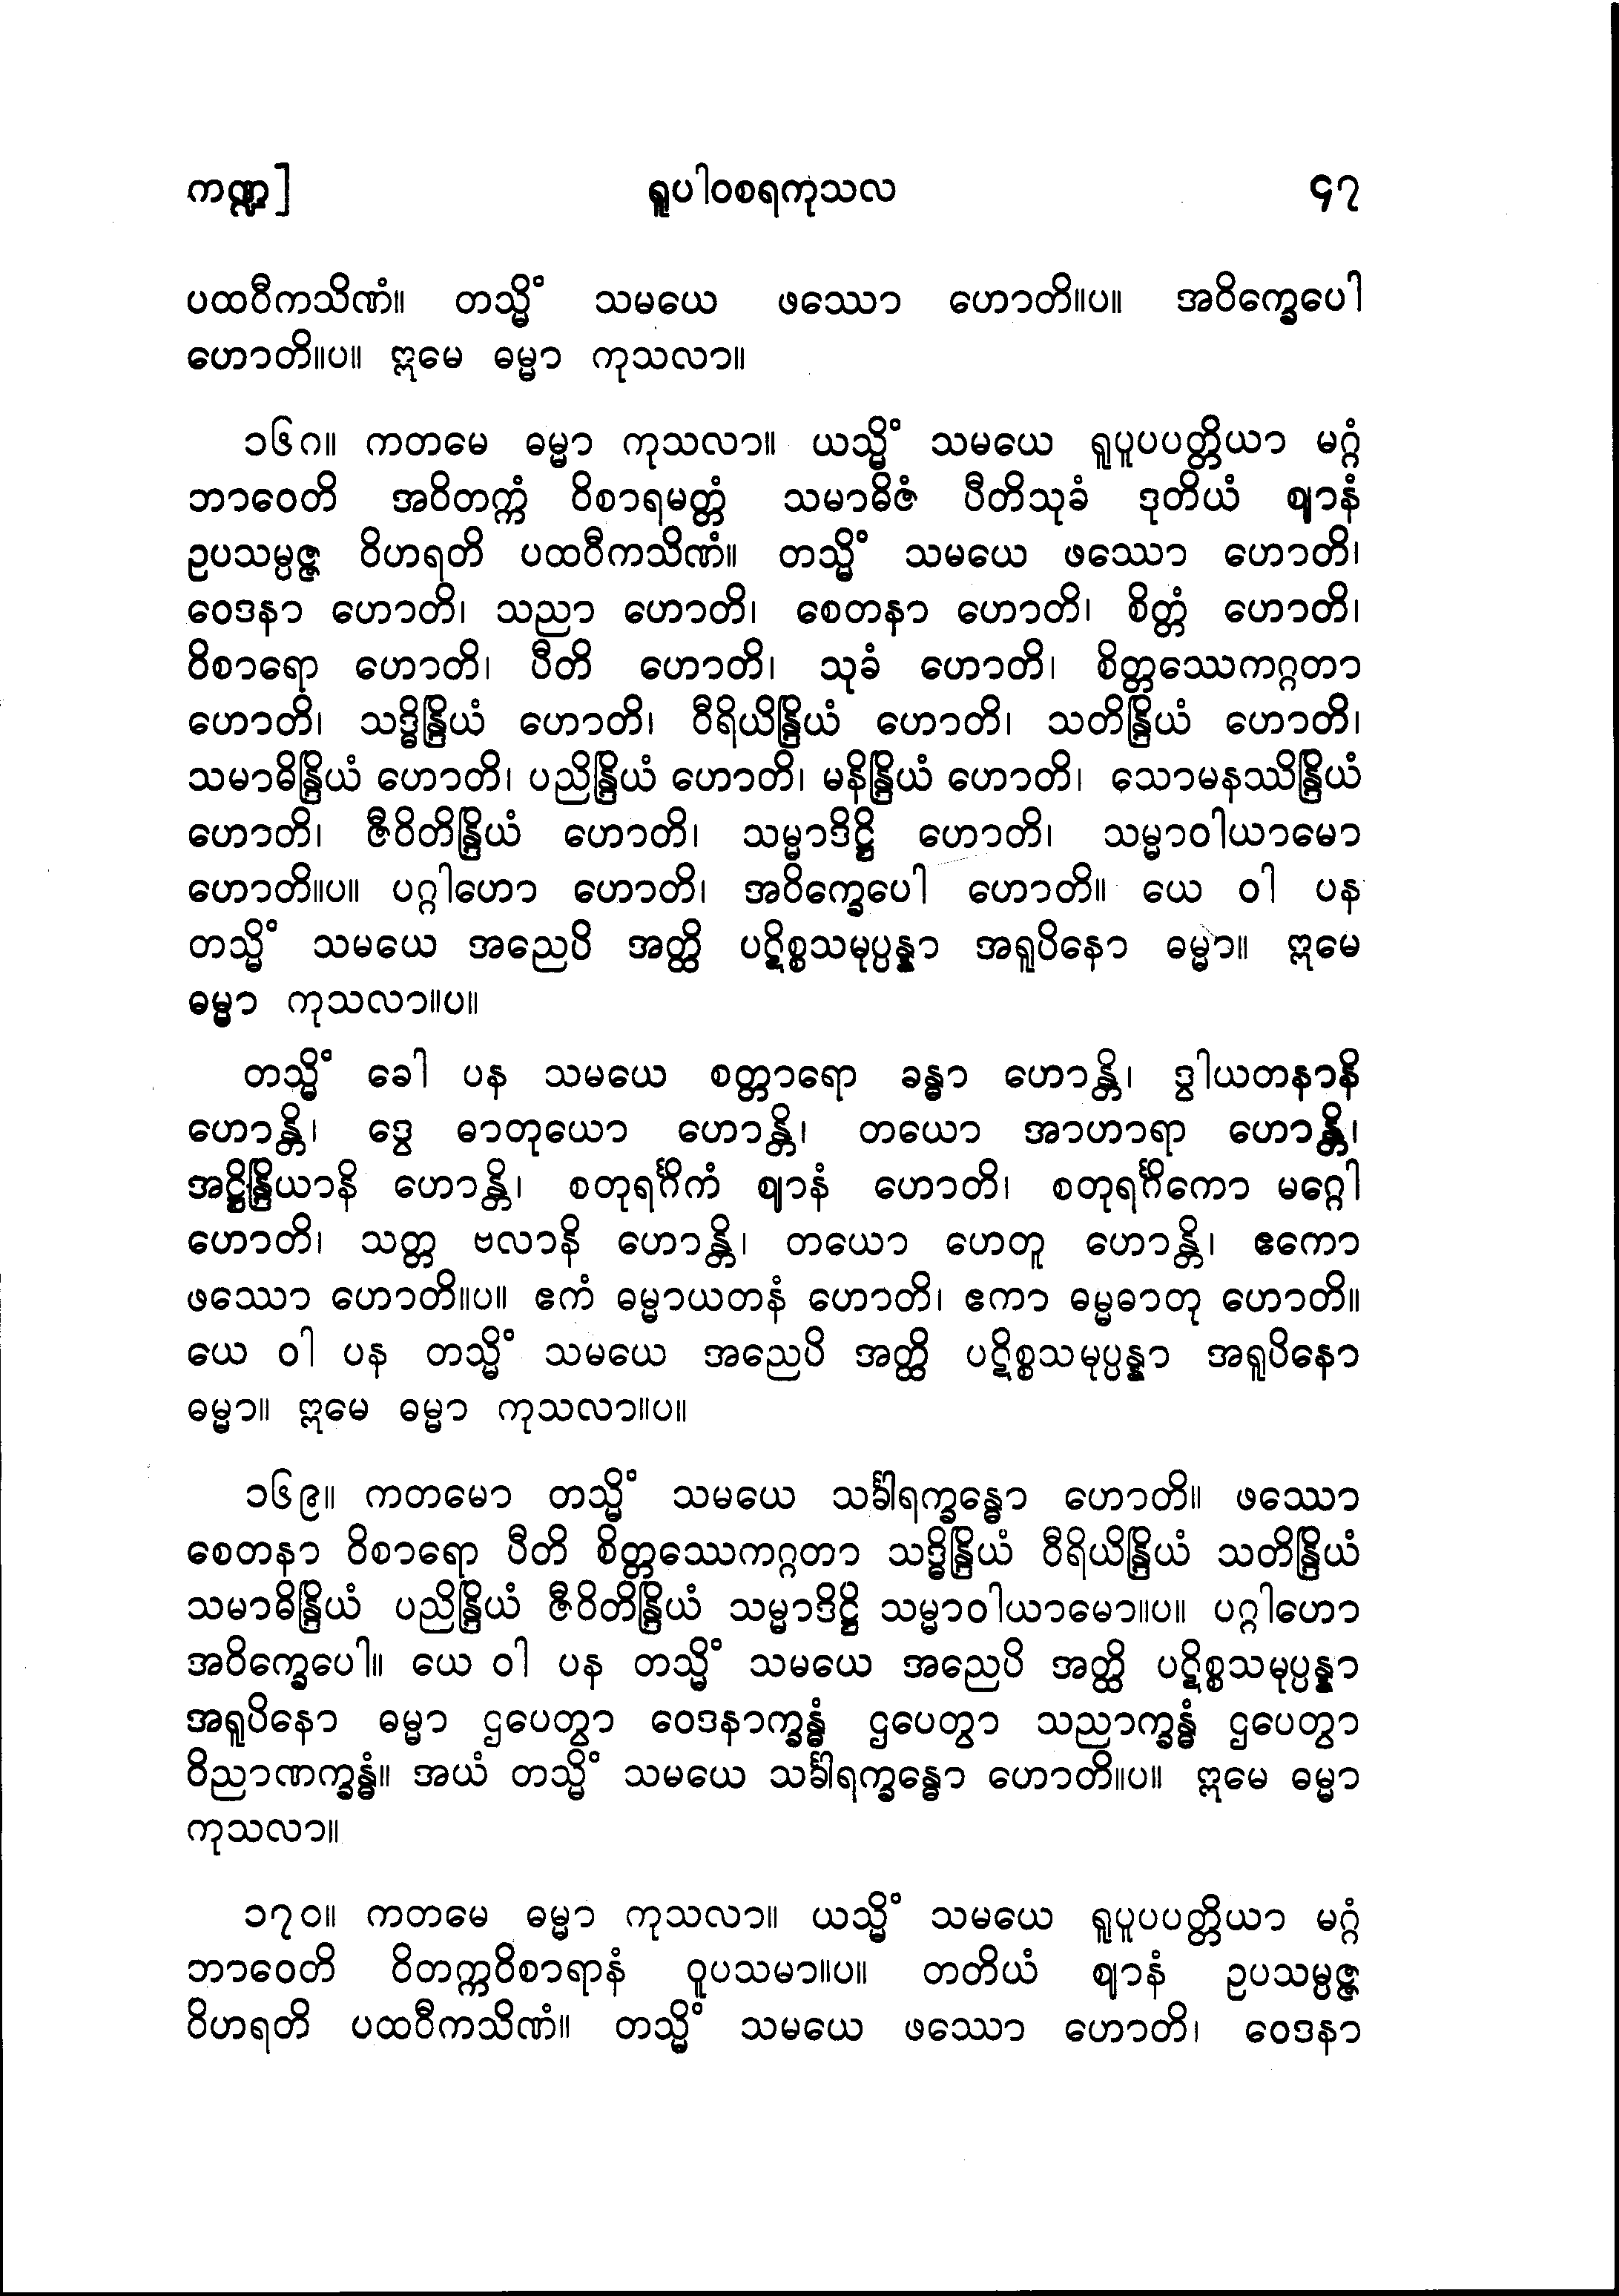 ကဏ္ဍ] ရူပါဝစရကုသလ ၄၇
ပထဝီကသိဏံ။ တသ္မိံ သမယေ ဖဿော ဟောတိ။ပ။ အဝိက္ခေပေါ
ဟောတိ။ပ။ ဣမေ ဓမ္မာ ကုသလာ။
၁၆၈။ ကတမေ ဓမ္မာ ကုသလာ။ ယသ္မိံ သမယေ ရူပူပပတ္တိယာ မဂ္ဂံ
ဘာဝေတိ အဝိတက္ကံ ဝိစာရမတ္တံ သမာဓိဇံ ပီတိသုခံ ဒုတိယံ ဈာနံ
ဥပသမ္ပဇ္ဇ ဝိဟရတိ ပထဝီကသိဏံ။ တသ္မိံ သမယေ ဖဿော ဟောတိ၊
ဝေဒနာ ဟောတိ၊ သညာ ဟောတိ၊ စေတနာ ဟောတိ၊ စိတ္တံ ဟောတိ၊
ဝိစာရော ဟောတိ၊ ပီတိ ဟောတိ၊ သုခံ ဟောတိ၊ စိတ္တဿေကဂ္ဂတာ
ဟောတိ၊ သဒ္ဓိန္ဒြိယံ ဟောတိ၊ ဝီရိယိန္ဒြိယံ ဟောတိ၊ သတိန္ဒြိယံ ဟောတိ၊
သမာဓိန္ဒြိယံ ဟောတိ၊ ပညိန္ဒြိယံ ဟောတိ၊ မနိန္ဒြိယံ ဟောတိ၊ သောမနဿိန္ဒြိယံ
ဟောတိ၊ ဇီဝိတိန္ဒြိယံ ဟောတိ၊ သမ္မာဒိဋ္ဌိ ဟောတိ၊ သမ္မာဝါယာမော
ဟောတိ။ပ။ ပဂ္ဂါဟော ဟောတိ၊ အဝိက္ခေပေါ ဟောတိ။ ယေ ဝါ ပန
တသ္မိံ သမယေ အညေပိ အတ္ထိ ပဋိစ္စသမုပ္ပန္နာ အရူပိနော ဓမ္မာ။ ဣမေ
ဓမ္မာ ကုသလာ။ပ။
တသ္မိံ ခေါ ပန သမယေ စတ္တာရော ခန္ဓာ ဟောန္တိ၊ ဒွါယတနာနိ
ဟောန္တိ၊ ဒွေ ဓာတုယော ဟောန္တိ၊ တယော အာဟာရာ ဟောန္တိ၊
အဋ္ဌိန္ဒြိယာနိ ဟောန္တိ၊ စတုရင်္ဂိကံ ဈာနံ ဟောတိ၊ စတုရင်္ဂိကော မဂ္ဂေါ
ဟောတိ၊ သတ္တ ဗလာနိ ဟောန္တိ၊ တယော ဟေတူ ဟောန္တိ၊ ဧကော
ဖဿော ဟောတိ။ပ။ ဧကံ ဓမ္မာယတနံ ဟောတိ၊ ဧကာ ဓမ္မဓာတု ဟောတိ။
ယေ ဝါ ပန တသ္မိံ သမယေ အညေပိ အတ္ထိ ပဋိစ္စသမုပ္ပန္နာ အရူပိနော
ဓမ္မာ။ ဣမေ ဓမ္မာ ကုသလာ။ပ။
၁၆၉။ ကတမော တသ္မိံ သမယေ သင်္ခါရက္ခန္ဓော ဟောတိ။ ဖဿော
စေတနာ ဝိစာရော ပီတိ စိတ္တဿေကဂ္ဂတာ သဒ္ဓိန္ဒြိယံ ဝီရိယိန္ဒြိယံ သတိန္ဒြိယံ
သမာဓိန္ဒြိယံ ပညိန္ဒြိယံ ဇီဝိတိန္ဒြိယံ သမ္မာဒိဋ္ဌိ သမ္မာဝါယာမော။ပ။ ပဂ္ဂါဟော
အဝိက္ခေပေါ။ ယေ ဝါ ပန တသ္မိံ သမယေ အညေပိ အတ္ထိ ပဋိစ္စသမုပ္ပန္နာ
အရူပိနော ဓမ္မာ ဌပေတွာ ဝေဒနာက္ခန္ဓံ ဌပေတွာ သညာက္ခန္ဓံ ဌပေတွာ
ဝိညာဏက္ခန္ဓံ။ အယံ တသ္မိံ သမယေ သင်္ခါရက္ခန္ဓော ဟောတိ။ပ။ ဣမေ ဓမ္မာ
ကုသလာ။
၁၇၀။ ကတမေ ဓမ္မာ ကုသလာ။ ယသ္မိံ သမယေ ရူပူပပတ္တိယာ မဂ္ဂံ
ဘာဝေတိ ဝိတက္ကဝိစာရာနံ ဝူပသမာ။ပ။ တတိယံ ဈာနံ ဥပသမ္ပဇ္ဇ
ဝိဟရတိ ပထဝီကသိဏံ။ တသ္မိံ သမယေ ဖဿော ဟောတိ၊ ဝေဒနာ